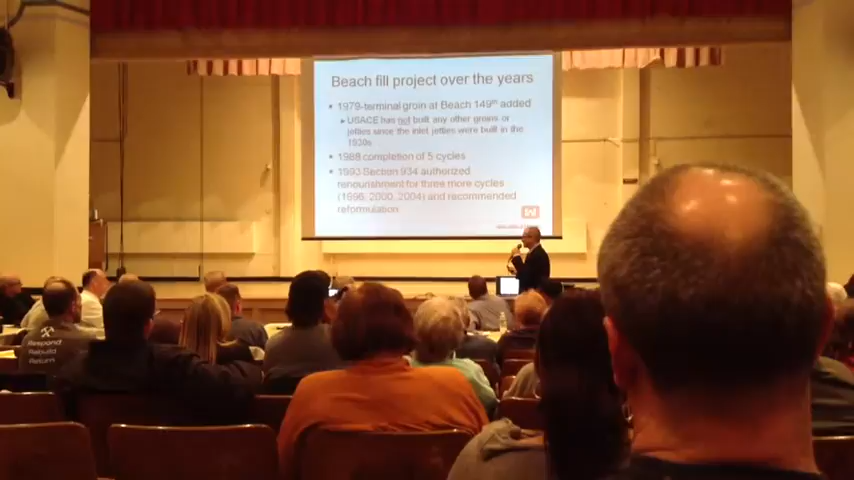 Beach fill project over the years
1979-terminal groin at Beach 149th added
USACE has not built any other groins or
jetties since the inlet jetties were built in the
1930s
1988 completion of 5 cycles
1993 Section 934 authorized
renourishment for three more cycles
(1996, 2000, 2004) and recommended
reformulation
Respond
Rebuild
Return